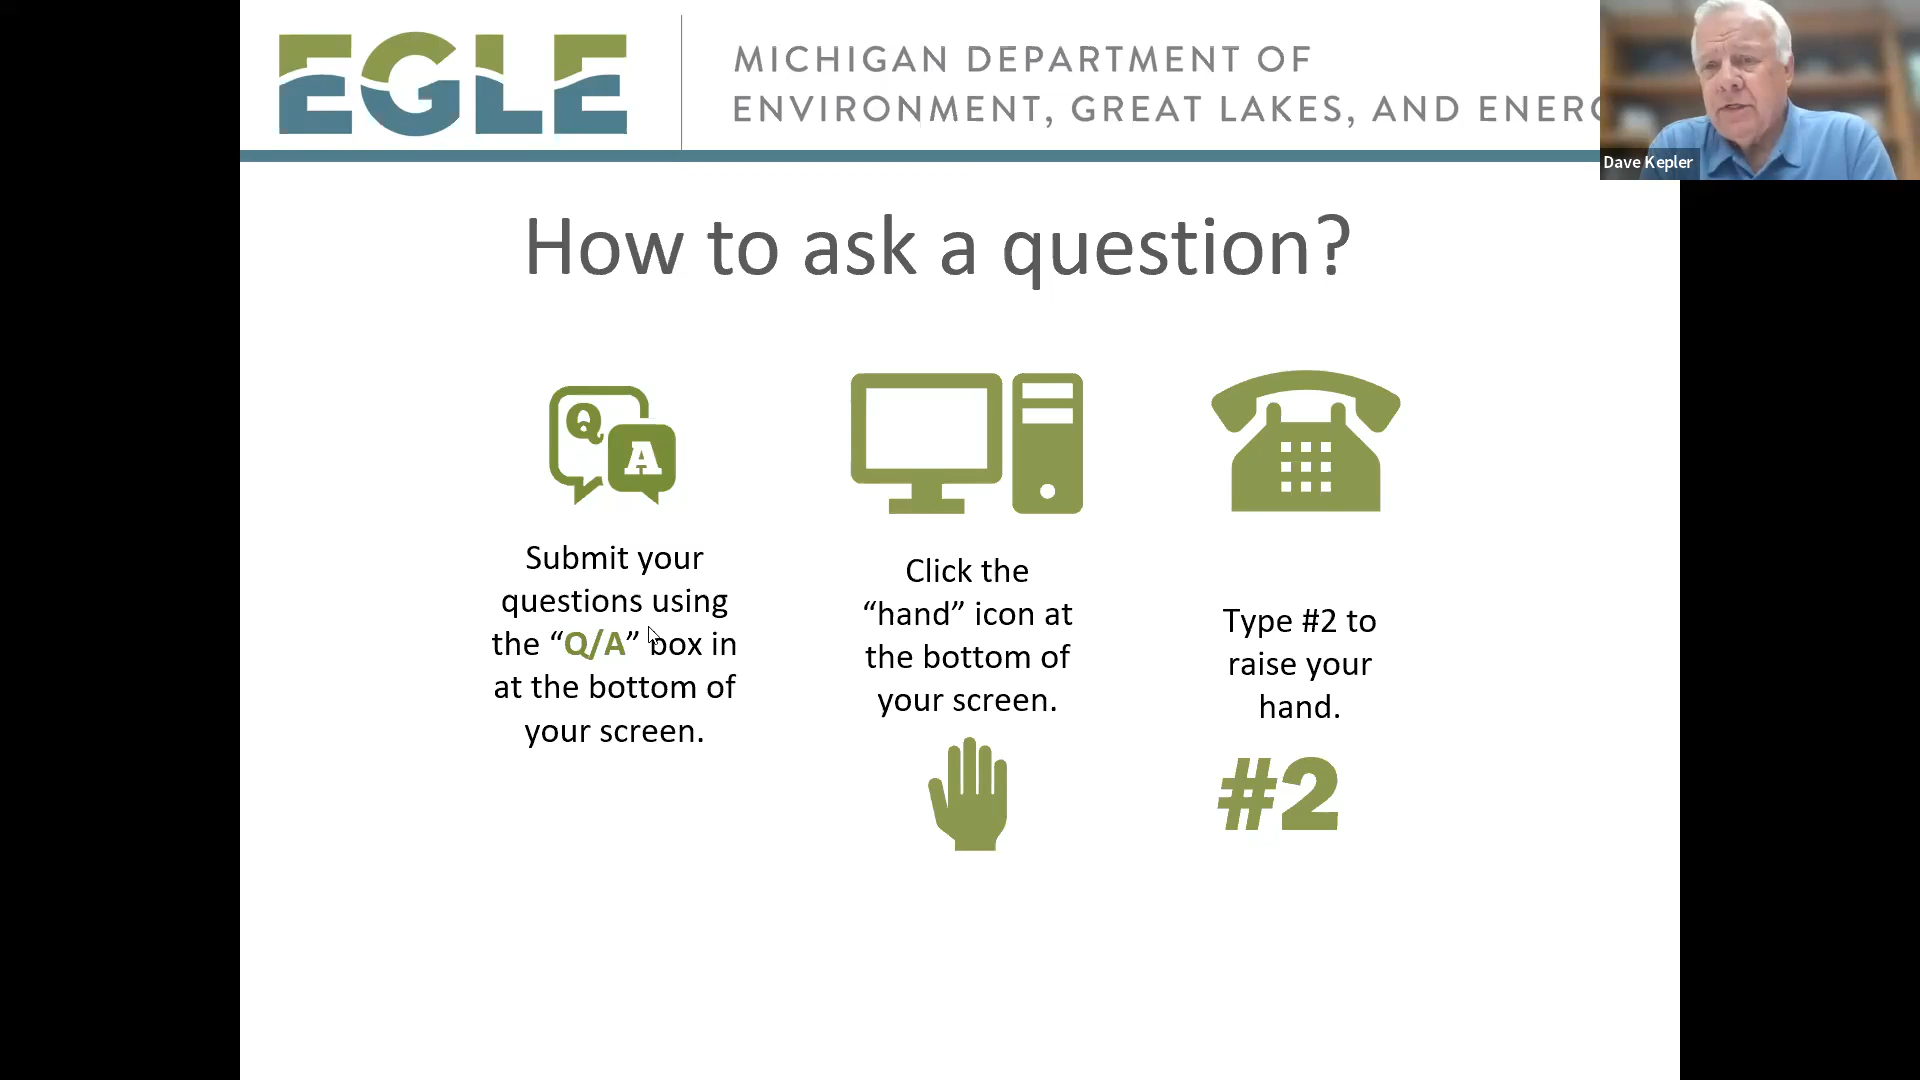 EGLE
MICHIGAN DEPARTMENT OF
ENVIRONMENT, GREAT LAKES, AND ENERG
Dave Kepler
How to ask a question?
Q
A
Submit your
questions using
the “Q/A” box in
at the bottom of
your screen.
Click the
“hand” icon at
the bottom of
your screen.
Type #2 to
raise your
hand.
#2